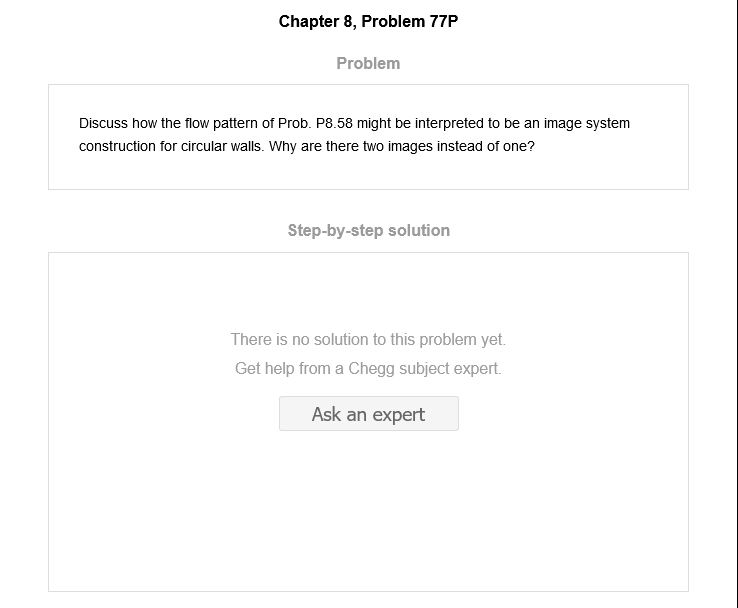 Chapter 8, Problem 77P
Problem
Discuss how the flow pattern of Prob. P8.58 might be interpreted to be an image system
construction for circular walls. Why are there two images instead of one?
Step-by-step solution
There is no solution to this problem yet.
Get help from a Chegg subject expert.
Ask an expert